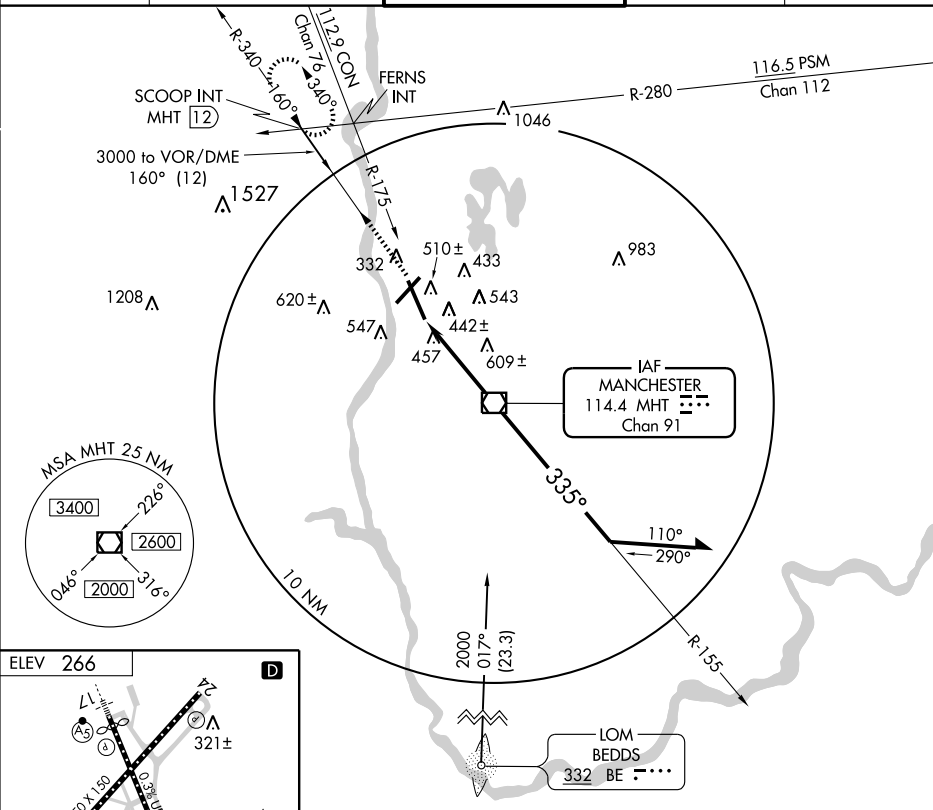 112.9 CON
Chan 76
R-340
160°
340°
FERNS
INT
SCOOP INT
MHT 12
116.5 PSM
Chan 112
R-280
1046
3000 to VOR/DME
160° (12)
R-175
1527
332
510±
433
983
1208
620±
543
547
442±
457
609±
IAF
MANCHESTER
114.4 MHT
Chan 91
335°
110°
290°
MSA MHT 25 NM
3400
226°
2600
046°
2000
316°
10 NM
2000
017°
(23.3)
R-155
ELEV 266
D
17
24
A5
P
P
321±
0.3% U
0 X 150
LOM
BEDDS
332 BE